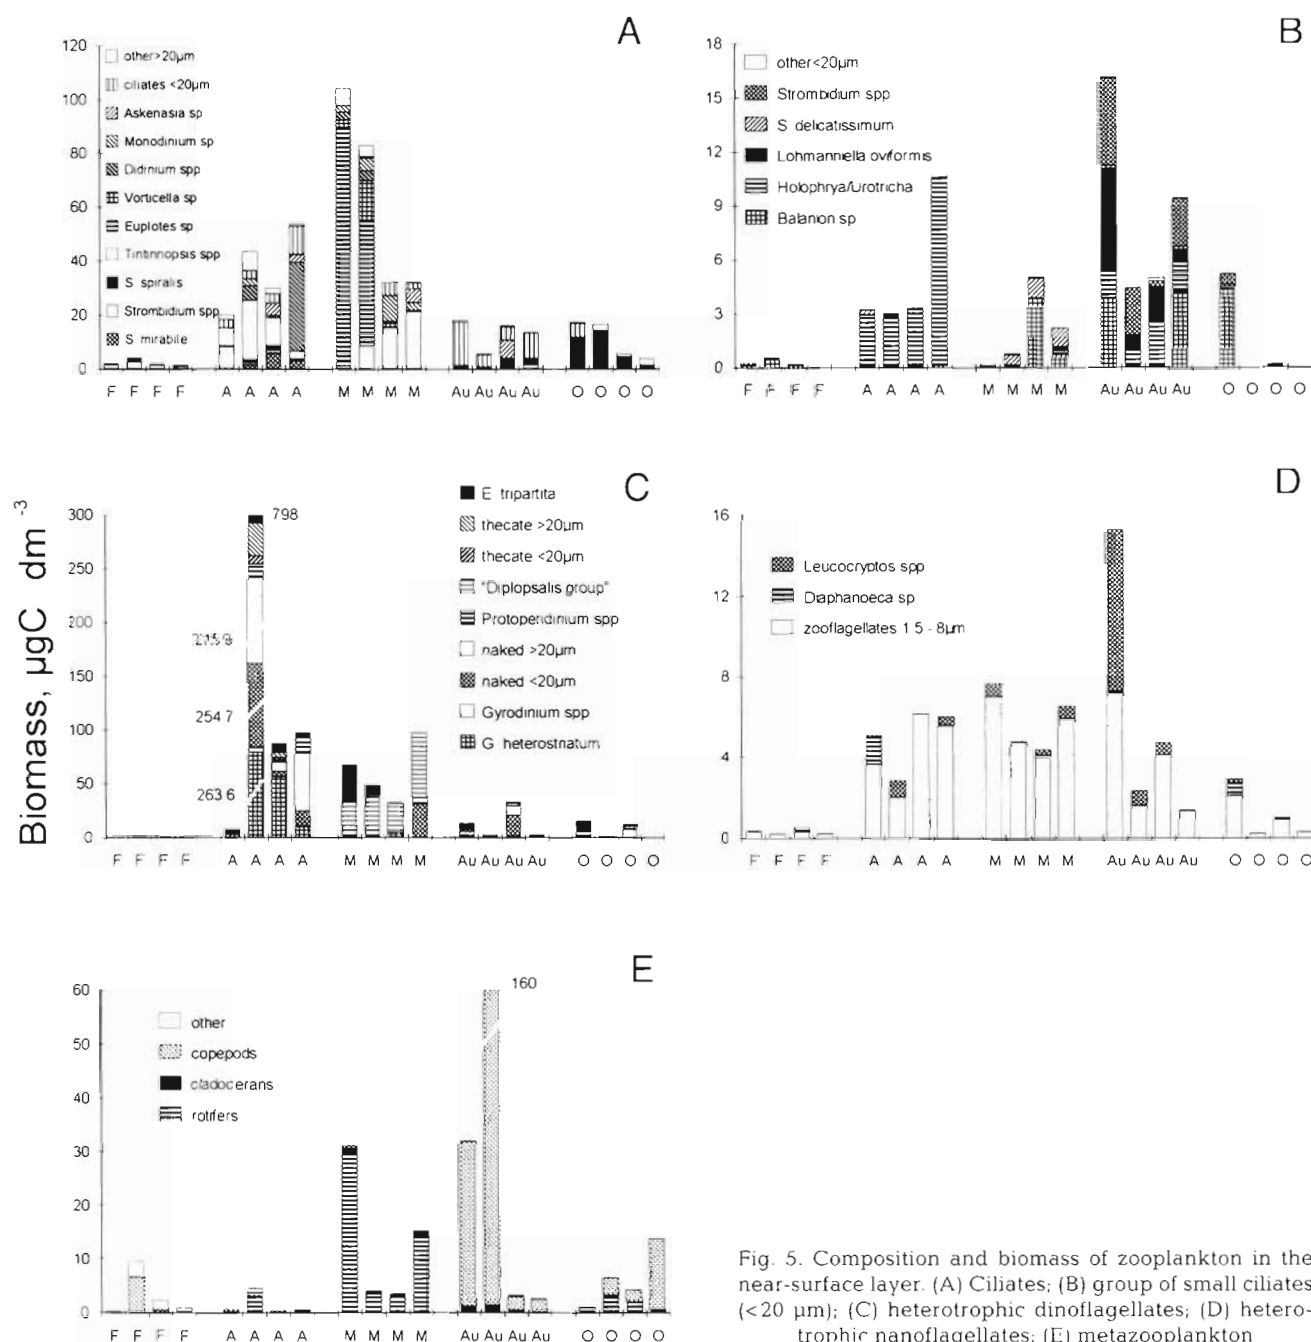 A
120
100
80
60
40
20
0
other>20µm
ciliates <20µm
Askenasia sp
Monodinium sp
Didinium spp
Vorticella sp
Euplotes sp
Tintinnopsis spp
S spiralis
Strombidium spp
S mirabile
F F F F A A A A M M M M Au Au Au Au O O O O
B
18
15
12
9
6
3
0
other<20µm
Strombidium spp
S delicatissimum
Lohmanniella oviformis
Holophrya/Urotricha
Balanion sp
F F F F A A A A M M M M Au Au Au Au O O O O
Biomass, µgC dm -3
C
300
250
200
150
100
50
0
798
215 9
254 7
263 6
E tripartita
thecate >20µm
thecate <20µm
"Diplopsalis group"
Protoperidinium spp
naked >20µm
naked <20µm
Gyrodinium spp
G heterostriatum
F F F F A A A A M M M M Au Au Au Au O O O O
D
16
12
8
4
0
Leucocryptos spp
Diaphanoeca sp
zooflagellates 1 5 - 8µm
F F F F A A A A M M M M Au Au Au Au O O O O
E
60
50
40
30
20
10
0
160
other
copepods
cladocerans
rotifers
F F F F A A A A M M M M Au Au Au Au O O O O
Fig. 5. Composition and biomass of zooplankton in the
near-surface layer. (A) Ciliates; (B) group of small ciliates
(<20 µm); (C) heterotrophic dinoflagellates; (D) hetero-
trophic nanoflagellates; (E) metazooplankton